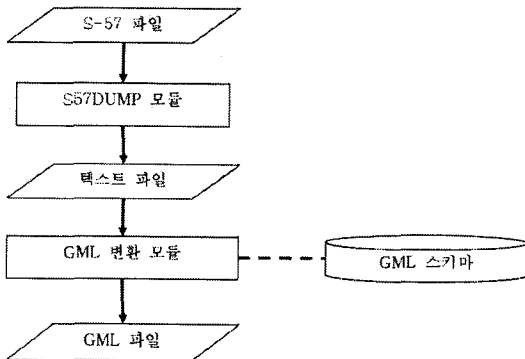 S-57 파일
S57DUMP 모듈
텍스트 파일
GML 변환 모듈
GML 스키마
GML 파일